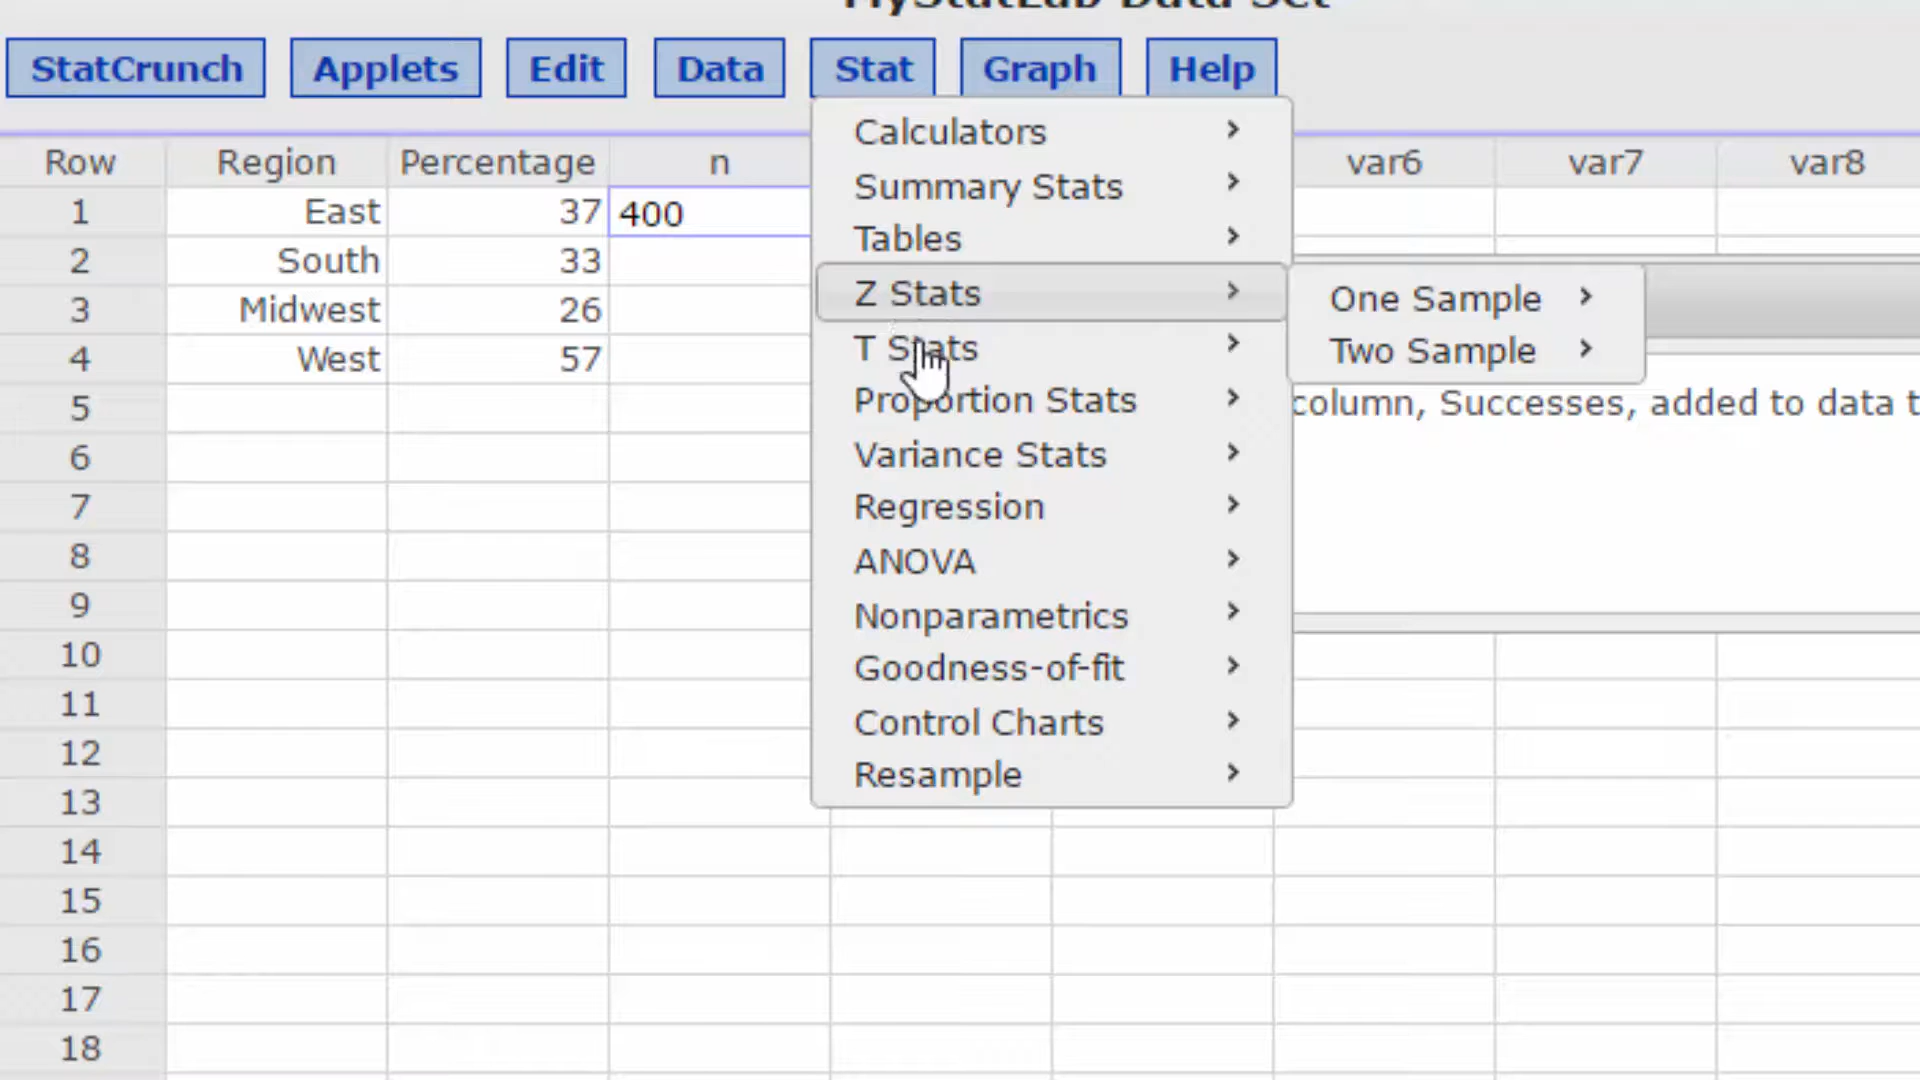 MyStatLab Data Set
StatCrunch Applets Edit Data Stat Graph Help
Row Region Percentage n var6 var7 var8
1 East 37 400
2 South 33
3 Midwest 26
4 West 57
5
6
7
8
9
10
11
12
13
14
15
16
17
18
Calculators
Summary Stats
Tables
Z Stats
T Stats
Proportion Stats
Variance Stats
Regression
ANOVA
Nonparametrics
Goodness-of-fit
Control Charts
Resample
One Sample
Two Sample
column, Successes, added to data t